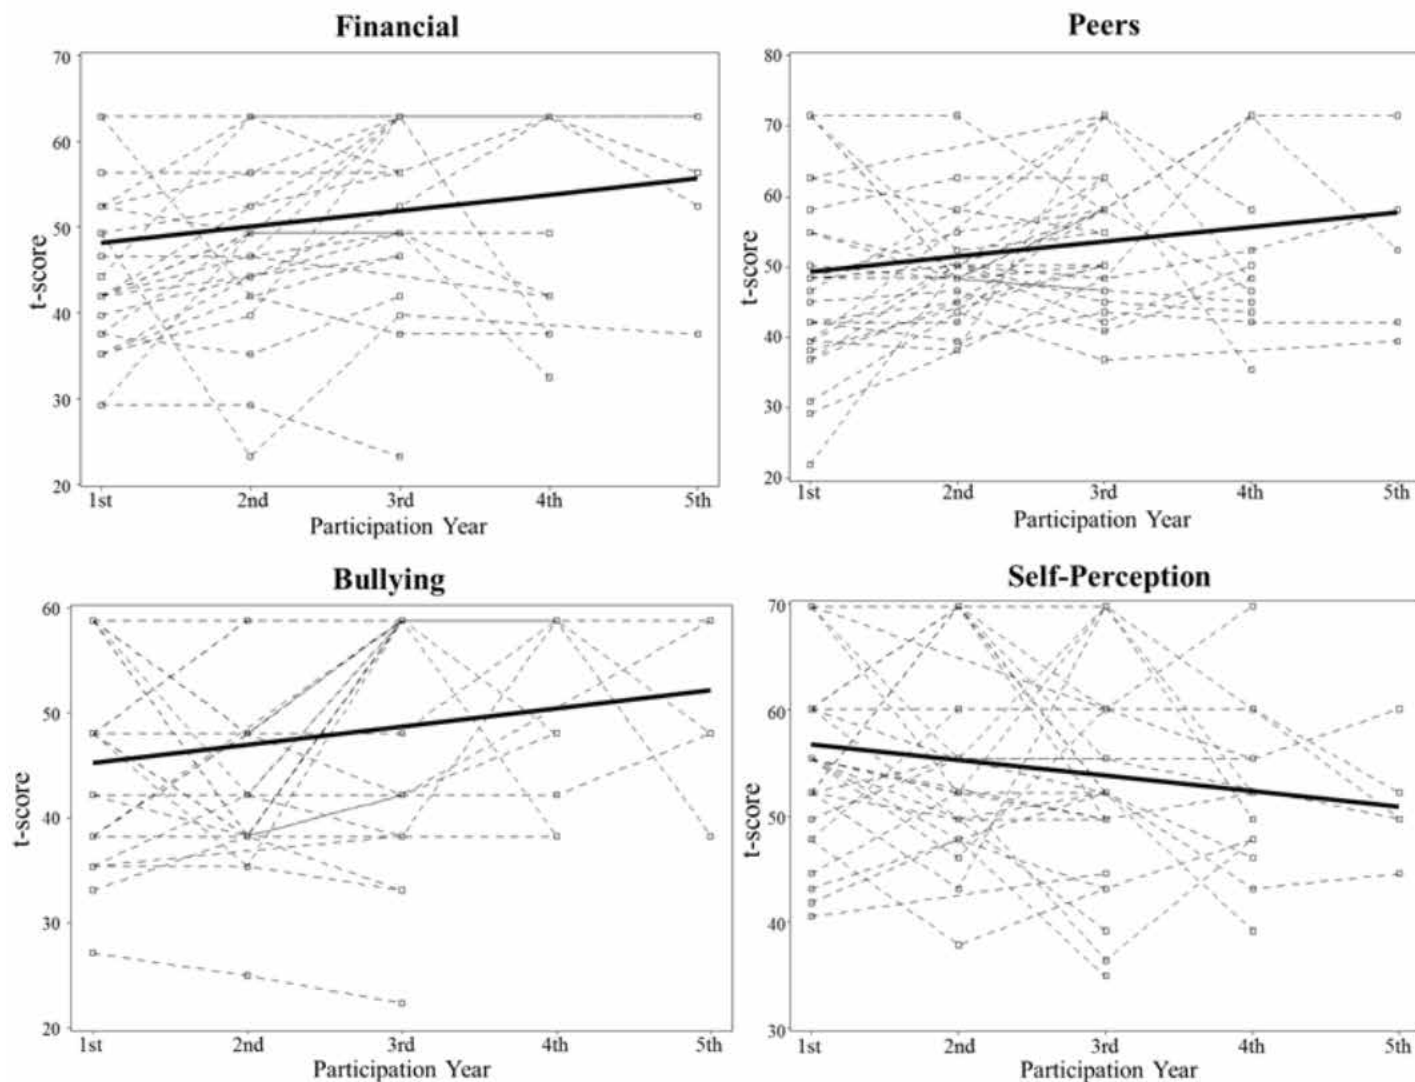 Financial
70
60
50
40
30
20
t-score
1st 2nd 3rd 4th 5th
Participation Year
Peers
80
70
60
50
40
30
20
t-score
1st 2nd 3rd 4th 5th
Participation Year
Bullying
60
50
40
30
20
t-score
1st 2nd 3rd 4th 5th
Participation Year
Self-Perception
70
60
50
40
30
t-score
1st 2nd 3rd 4th 5th
Participation Year